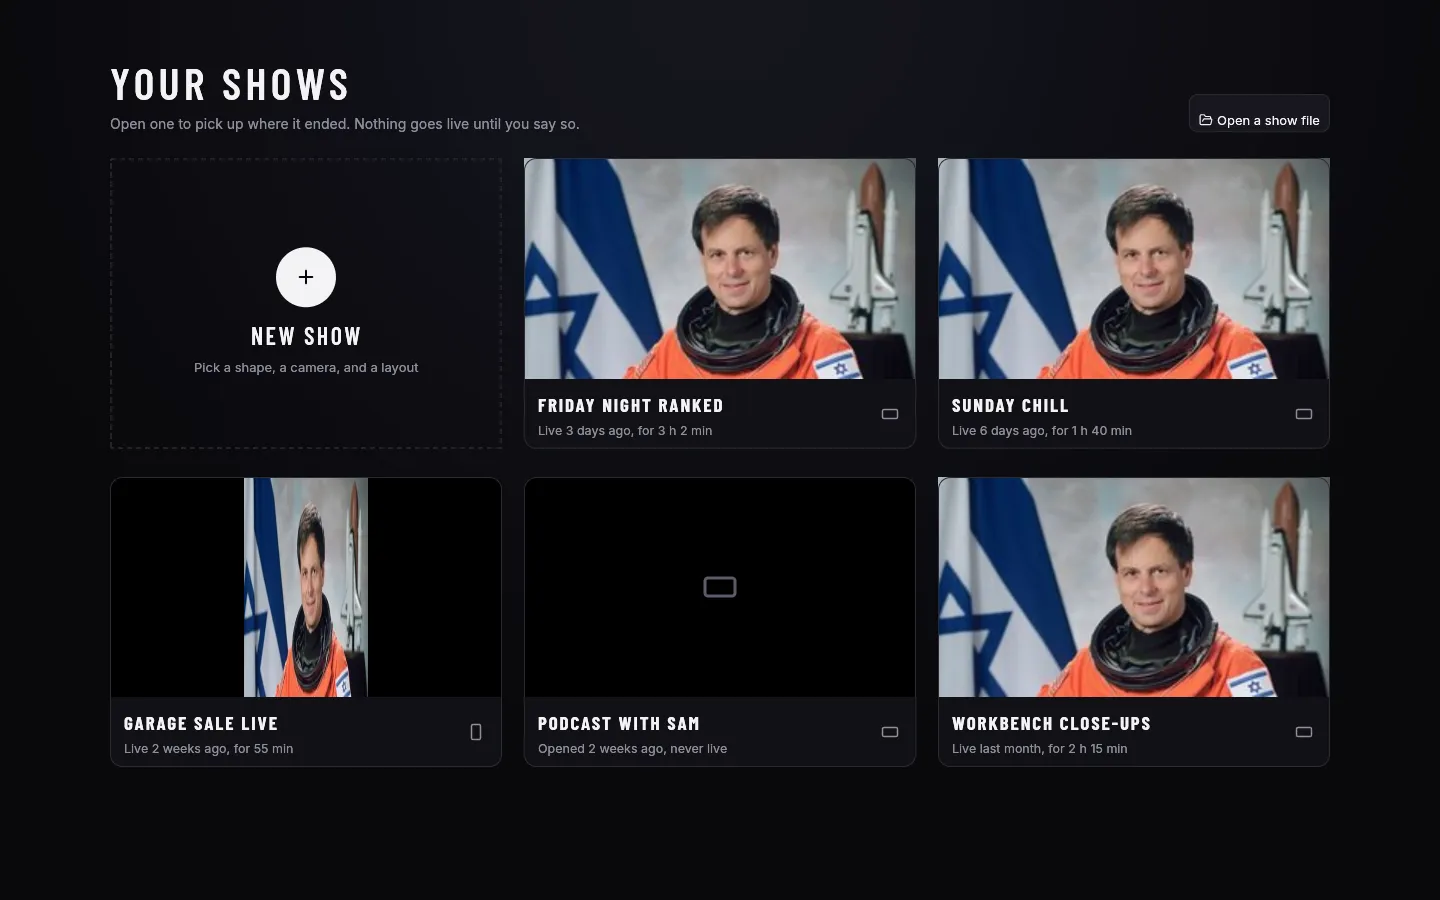 YOUR SHOWS
Open one to pick up where it ended. Nothing goes live until you say so.
Open a show file
NEW SHOW
Pick a shape, a camera, and a layout
FRIDAY NIGHT RANKED
Live 3 days ago, for 3 h 2 min
SUNDAY CHILL
Live 6 days ago, for 1 h 40 min
GARAGE SALE LIVE
Live 2 weeks ago, for 55 min
PODCAST WITH SAM
Opened 2 weeks ago, never live
WORKBENCH CLOSE-UPS
Live last month, for 2 h 15 min